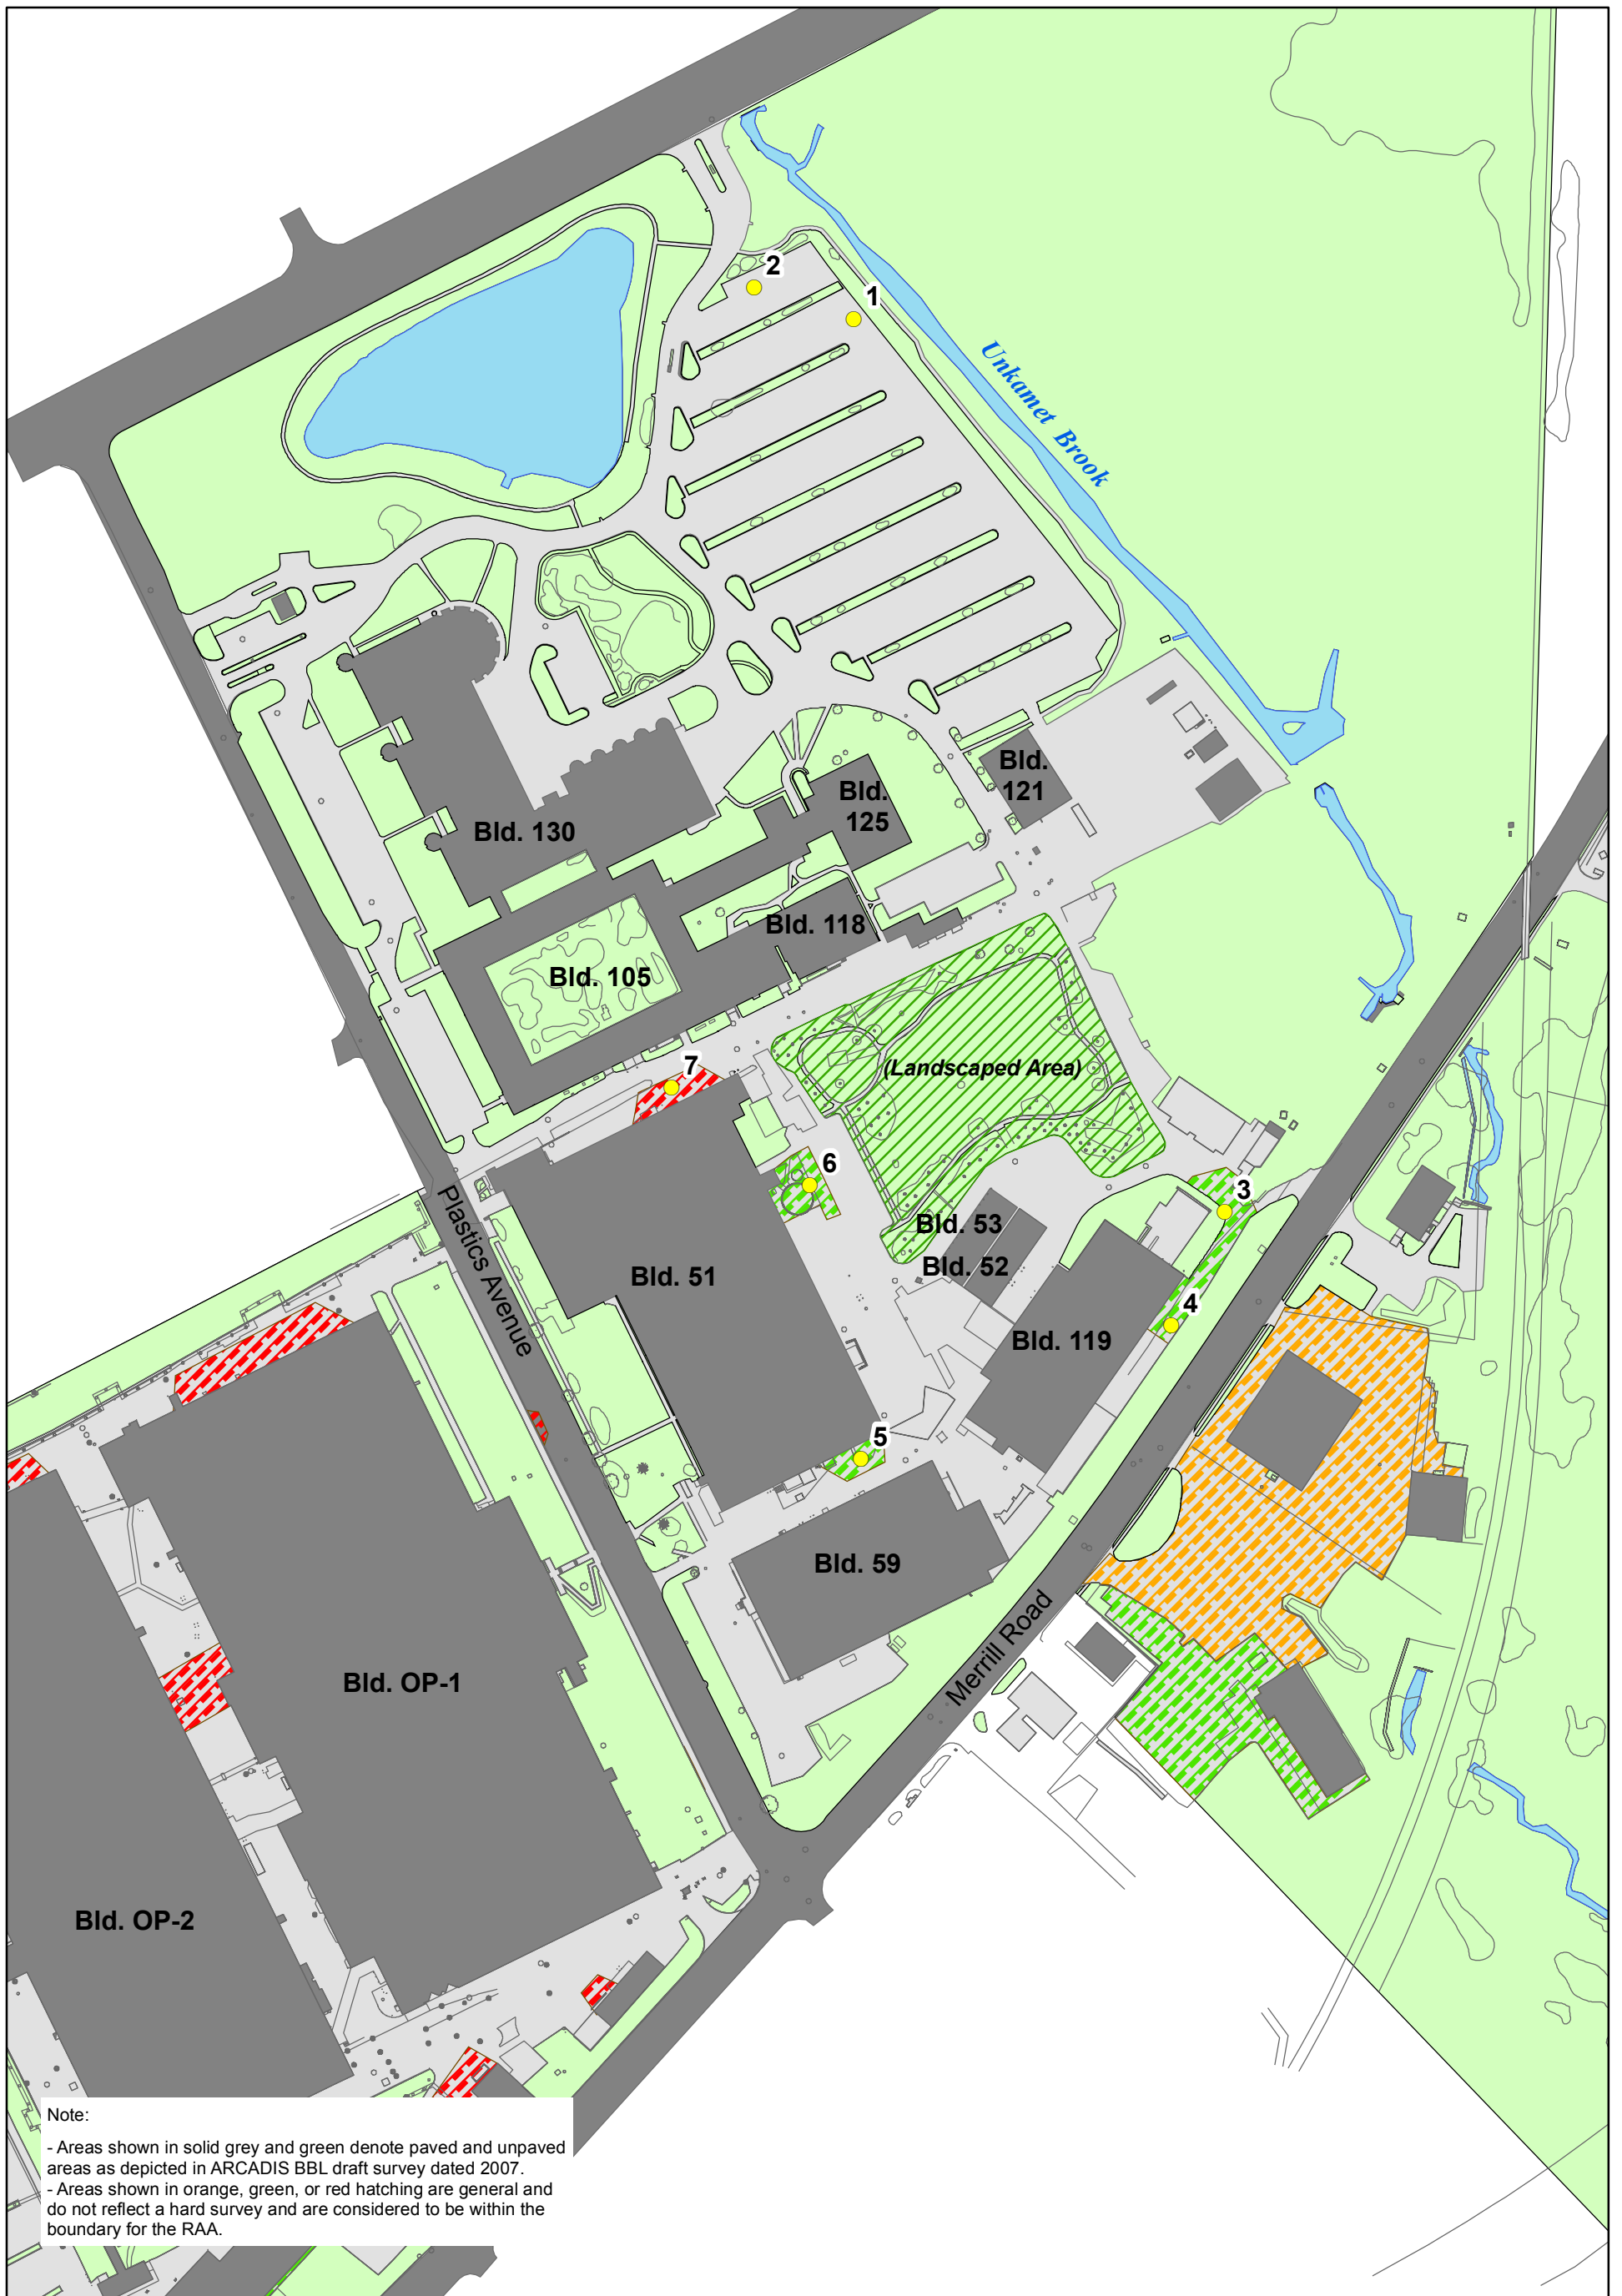 2
1
Unkamet Brook
Bld.
121
Bld.
125
Bld. 130
Bld. 118
Bld. 105
(Landscaped Area)
7
6
3
Bld. 53
Bld. 52
Plastics Avenue
Bld. 51
4
Bld. 119
5
Bld. 59
Merrill Road
Bld. OP-1
Bld. OP-2
Note:
- Areas shown in solid grey and green denote paved and unpaved
areas as depicted in ARCADIS BBL draft survey dated 2007.
- Areas shown in orange, green, or red hatching are general and
do not reflect a hard survey and are considered to be within the
boundary for the RAA.